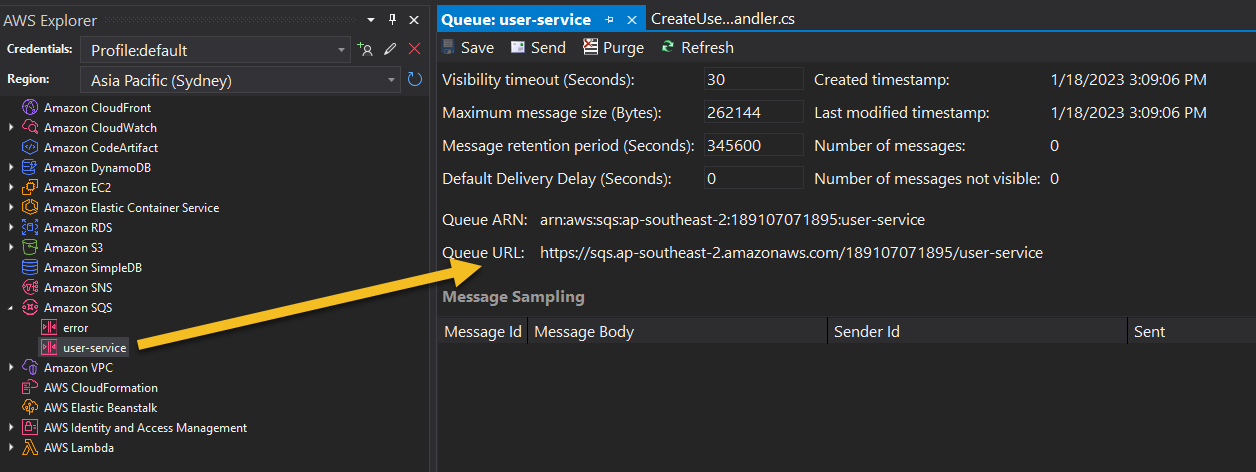 AWS Explorer
Credentials: Profile:default
Region: Asia Pacific (Sydney)
Amazon CloudFront
Amazon CloudWatch
Amazon CodeArtifact
Amazon DynamoDB
Amazon EC2
Amazon Elastic Container Service
Amazon RDS
Amazon S3
Amazon SimpleDB
Amazon SNS
Amazon SQS
error
user-service
Amazon VPC
AWS CloudFormation
AWS Elastic Beanstalk
AWS Identity and Access Management
AWS Lambda
Queue: user-service CreateUse...andler.cs
Save Send Purge Refresh
Visibility timeout (Seconds): 30 Created timestamp: 1/18/2023 3:09:06 PM
Maximum message size (Bytes): 262144 Last modified timestamp: 1/18/2023 3:09:06 PM
Message retention period (Seconds): 345600 Number of messages: 0
Default Delivery Delay (Seconds): 0 Number of messages not visible: 0
Queue ARN: arn:aws:sqs:ap-southeast-2:189107071895:user-service
Queue URL: https://sqs.ap-southeast-2.amazonaws.com/189107071895/user-service
Message Sampling
Message Id Message Body Sender Id Sent